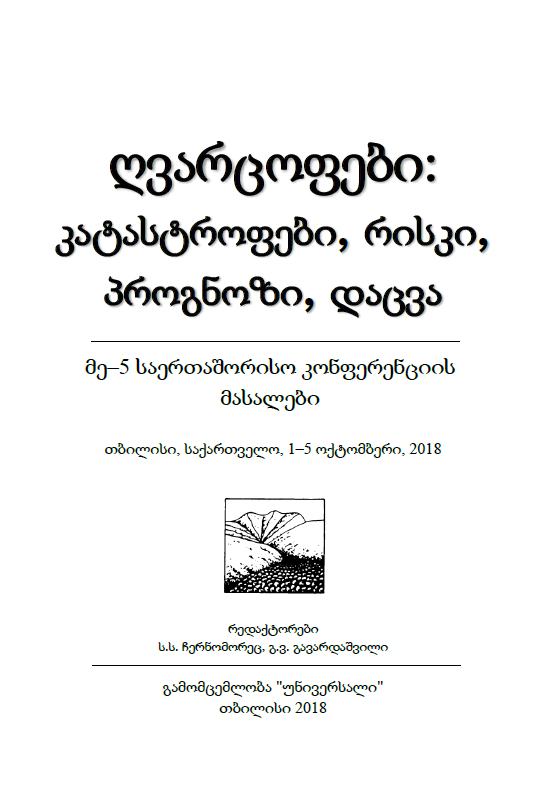 ღვარცოფები:
კატასტროფები, რისკი,
პროგნოზი, დაცვა
მე–5 საერთაშორისო კონფერენციის
მასალები
თბილისი, საქართველო, 1–5 ოქტომბერი, 2018
რედაქტორები
ს.ს. ჩერნომორეც, გ.ვ. გავარდაშვილი
გამომცემლობა "უნივერსალი"
თბილისი 2018